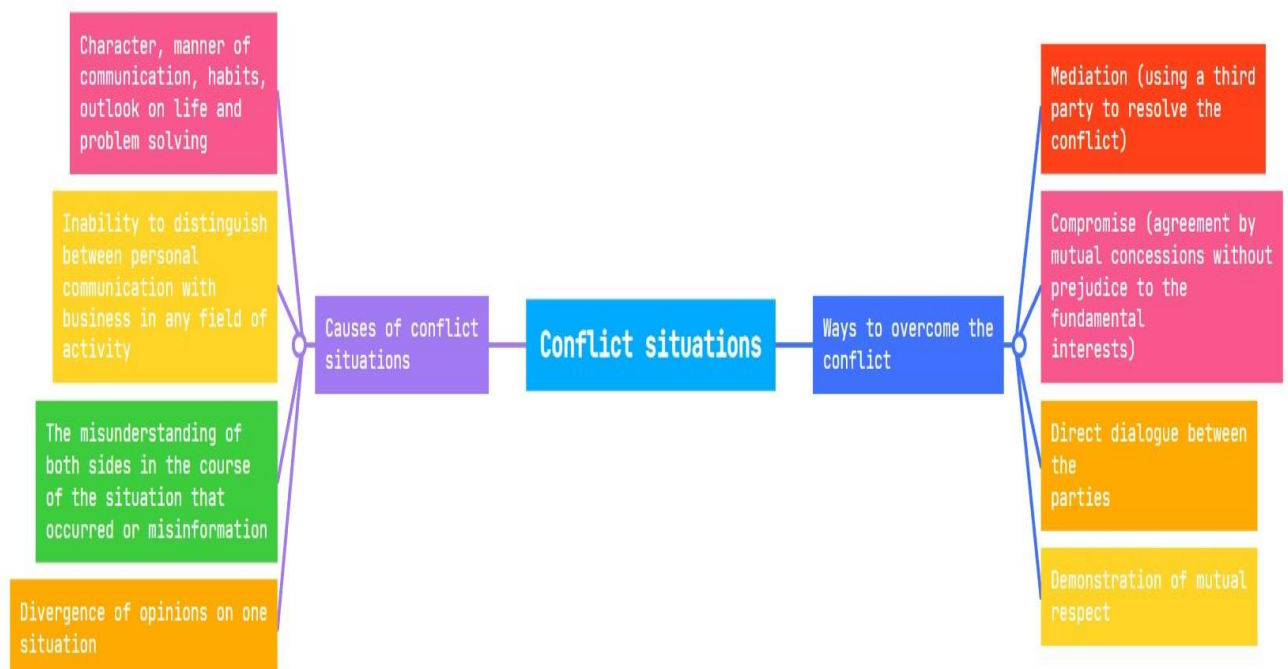 Character, manner of
communication, habits,
outlook on life and
problem solving
Inability to distinguish
between personal
communication with
business in any field of
activity
The misunderstanding of
both sides in the course
of the situation that
occurred or misinformation
Divergence of opinions on one
situation
Causes of conflict
situations
Conflict situations
Ways to overcome the
conflict
Mediation (using a third
party to resolve the
conflict)
Compromise (agreement by
mutual concessions without
prejudice to the
fundamental
interests)
Direct dialogue between
the
parties
Demonstration of mutual
respect